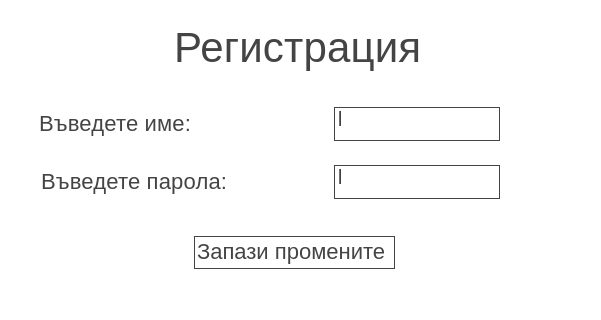 Регистрация
Въведете име:
Въведете парола:
Запази промените